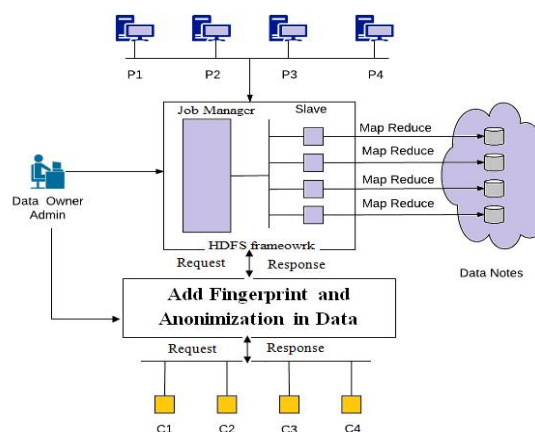 P1 P2 P3 P4
Job Manager Slave
Map Reduce
Map Reduce
Map Reduce
Map Reduce
Data Owner
Admin
HDFS frameowrk
Data Notes
Request Response
Add Fingerprint and
Anonimization in Data
Request Response
C1 C2 C3 C4